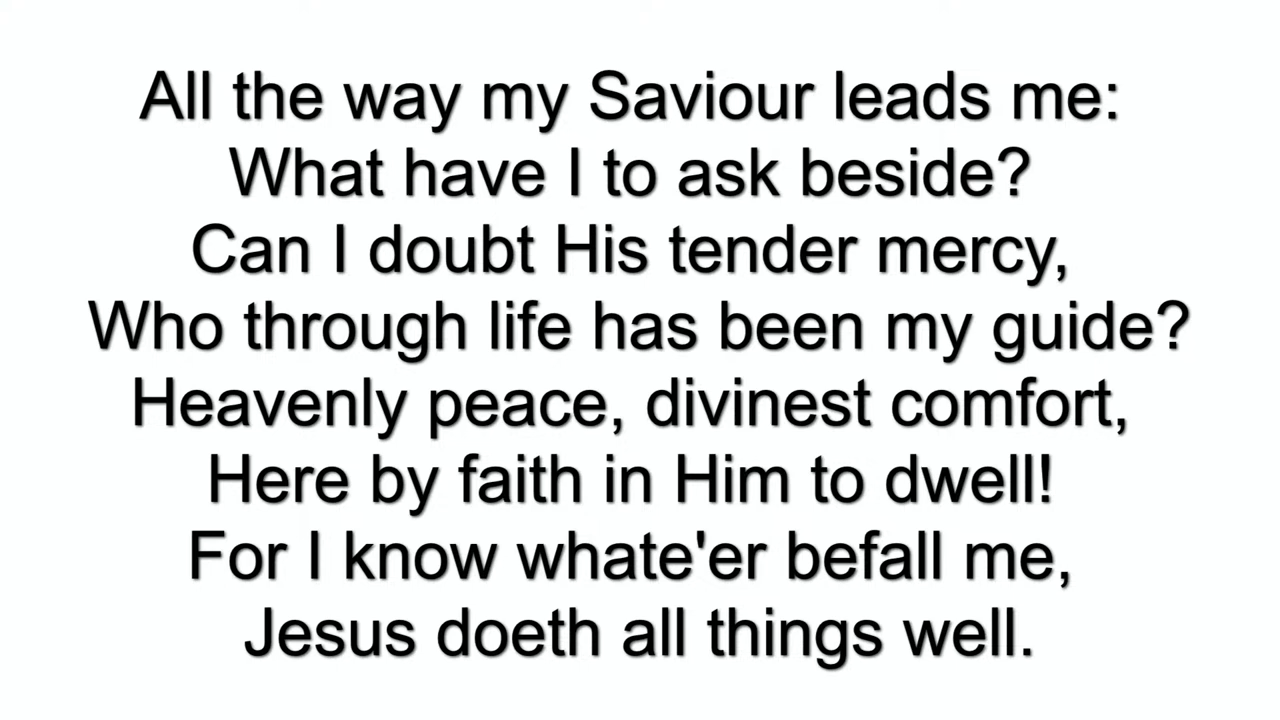 All the way my Saviour leads me:
What have I to ask beside?
Can I doubt His tender mercy,
Who through life has been my guide?
Heavenly peace, divinest comfort,
Here by faith in Him to dwell!
For I know whate'er befall me,
Jesus doeth all things well.